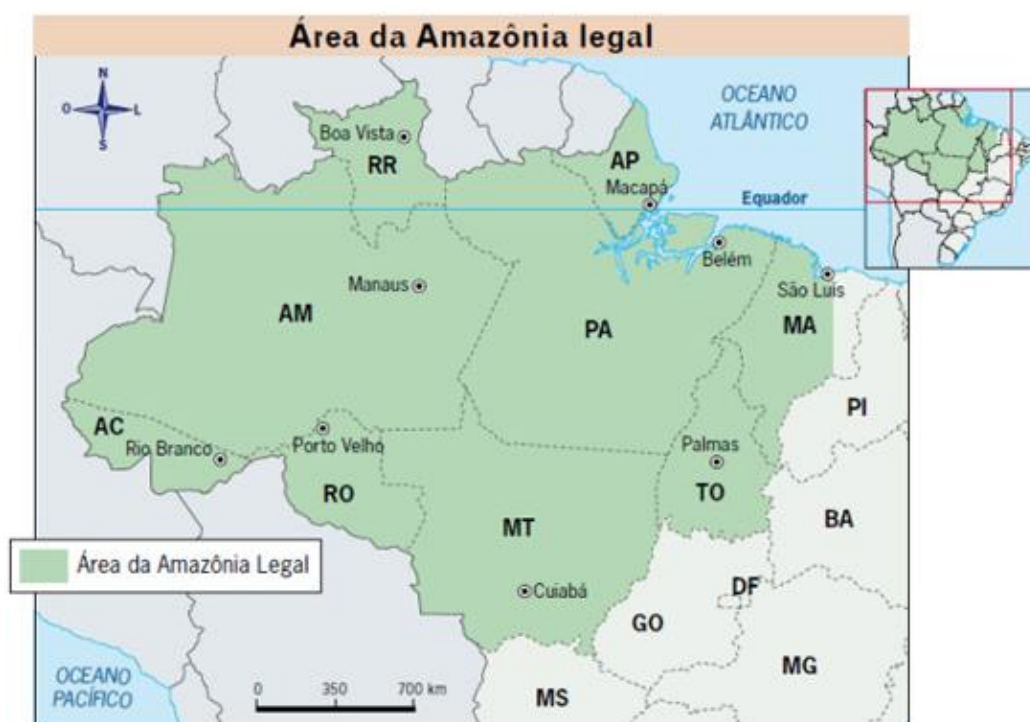 Área da Amazônia legal
N
O
L
S
OCEANO
ATLÂNTICO
Boa Vista
RR
AP
Macapá
Equador
Belém
Manaus
São Luis
AM
PA
MA
PI
AC
Rio Branco
Porto Velho
Palmas
RO
TO
MT
BA
Área da Amazônia Legal
Cuiabá
DF
GO
MG
OCEANO
PACÍFICO
0 350 700 km
MS